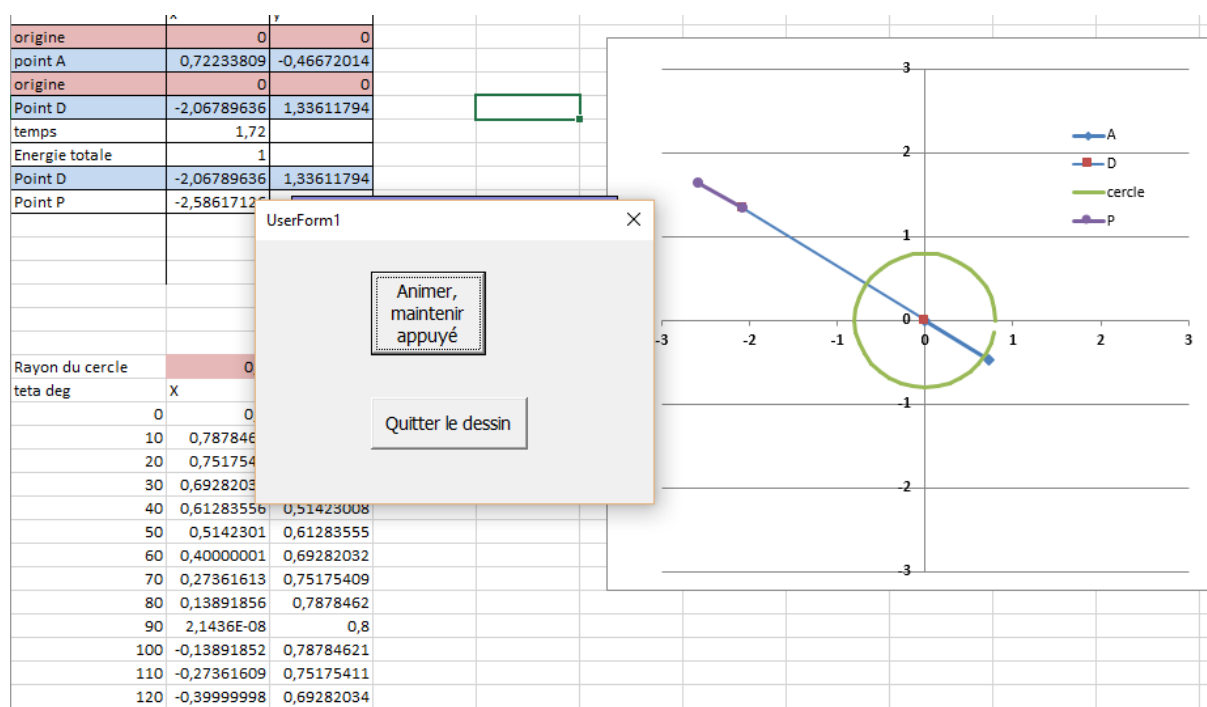 x y
origine 0 0
point A 0,72233809 -0,46672014
origine 0 0
Point D -2,06789636 1,33611794
temps 1,72
Energie totale 1
Point D -2,06789636 1,33611794
Point P -2,5861712
UserForm1
Animer,
maintenir
appuyé
Quitter le dessin
Rayon du cercle 0,
teta deg X
0 0,
10 0,78784
20 0,751754
30 0,6928203
40 0,61283556 0,51423008
50 0,5142301 0,61283555
60 0,40000001 0,69282032
70 0,27361613 0,75175409
80 0,13891856 0,7878462
90 2,1436E-08 0,8
100 -0,13891852 0,78784621
110 -0,27361609 0,75175411
120 -0,39999998 0,69282034
3
2
1
0
-3 -2 -1 0 1 2 3
-1
-2
-3
A
D
cercle
P